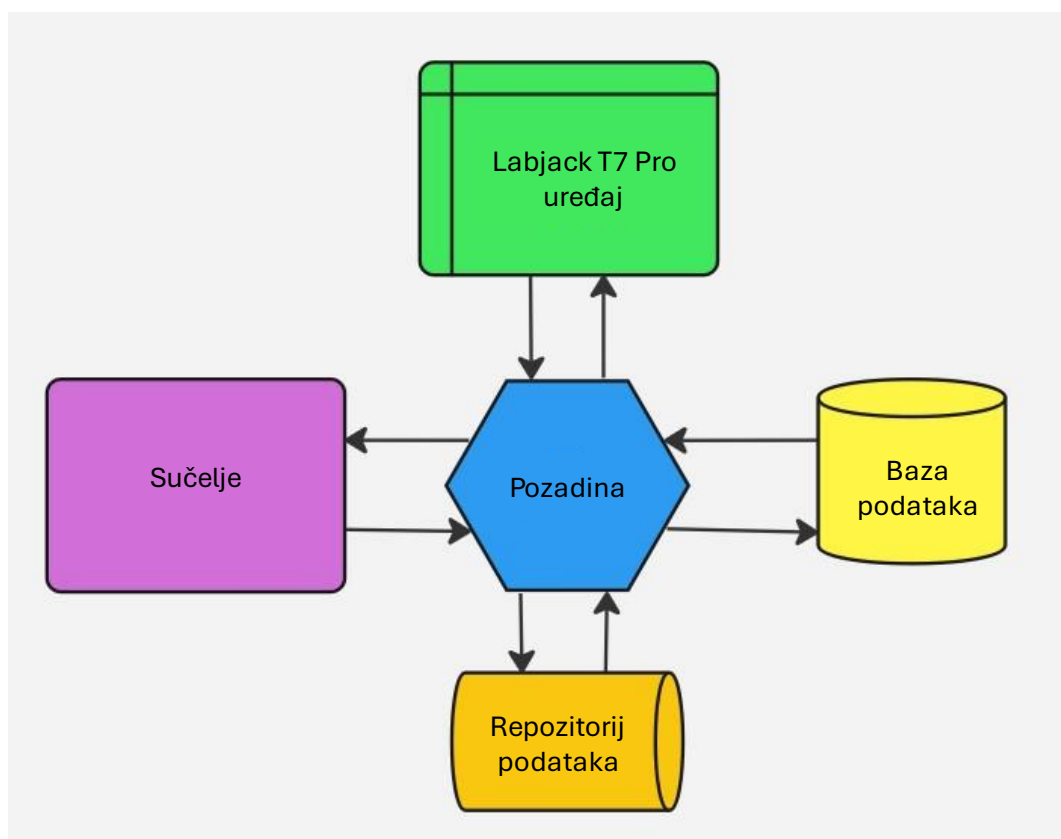 Labjack T7 Pro
uređaj
Sučelje
Pozadina
Baza
podataka
Repozitorij
podataka